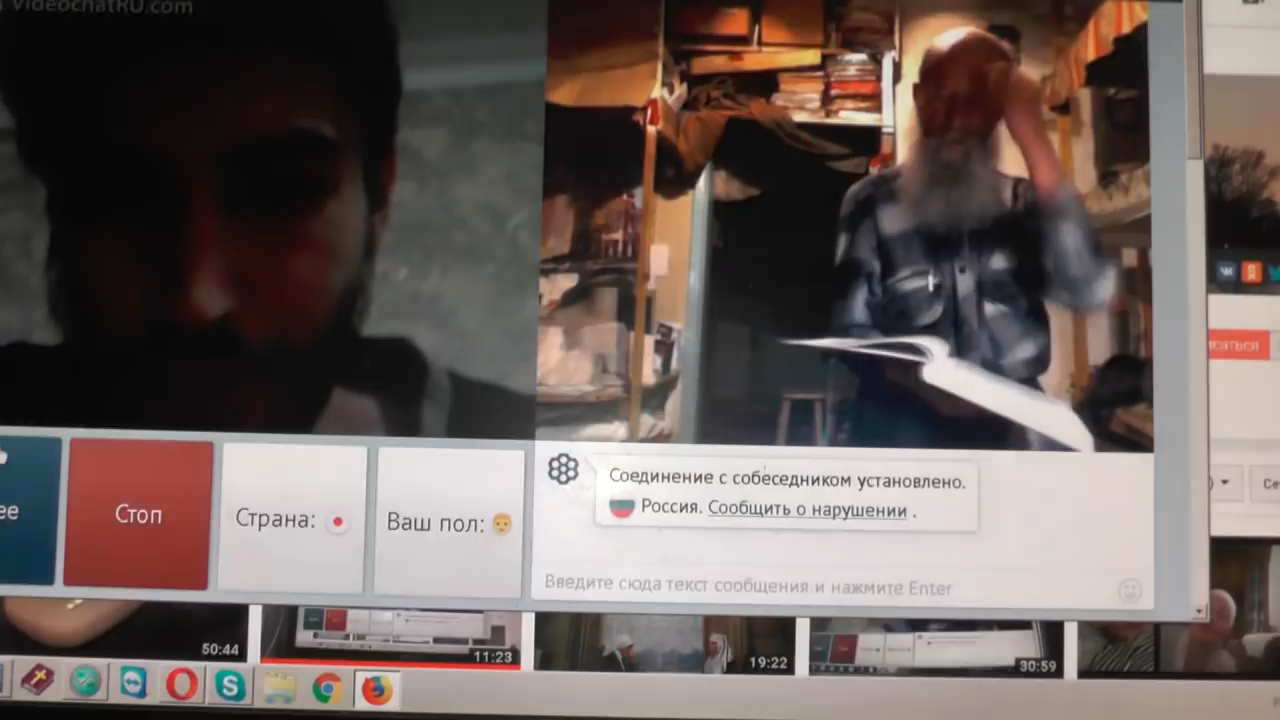 VideochatRU.com
ее
Стоп
Страна:
Ваш пол:
Соединение с собеседником установлено.
Россия. Сообщить о нарушении .
Введите сюда текст сообщения и нажмите Enter
50:44
11:23
19:22
30:59